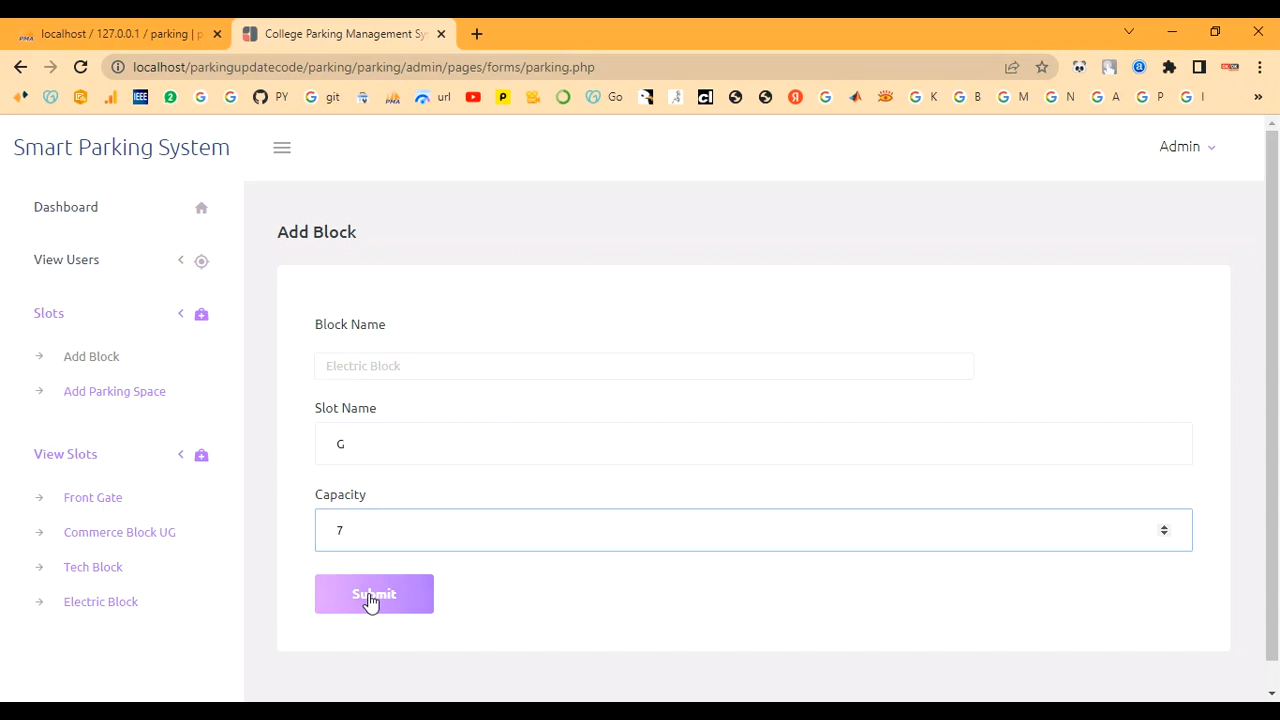 localhost / 127.0.0.1 / parking | p
College Parking Management Sy
localhost/parkingupdatecode/parking/parking/admin/pages/forms/parking.php
IEEE
PY
git
url
Go
K
B
M
N
A
P
I
Smart Parking System
Admin
Dashboard
View Users
Slots
Add Block
Add Parking Space
View Slots
Front Gate
Commerce Block UG
Tech Block
Electric Block
Add Block
Block Name
Electric Block
Slot Name
G
Capacity
7
Submit